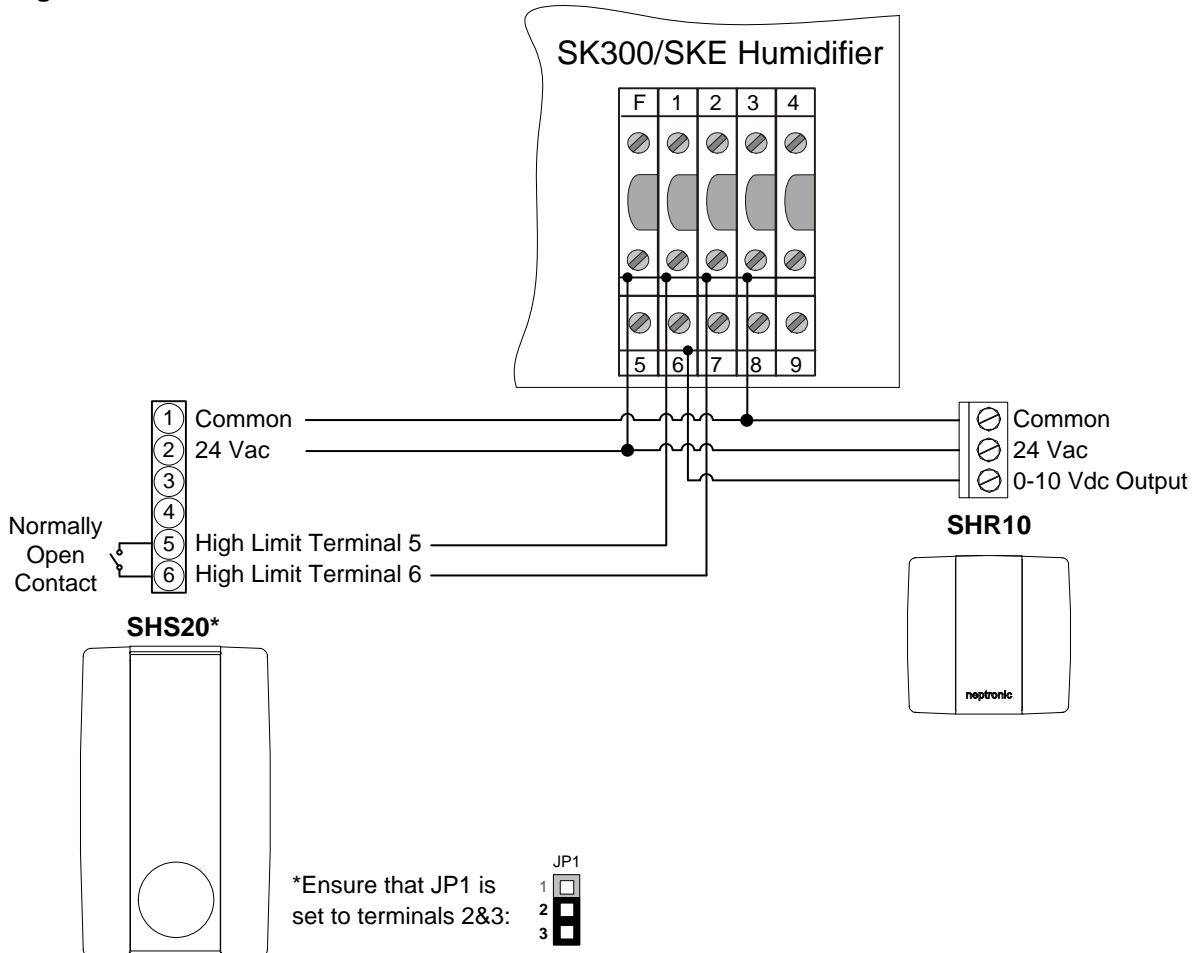 SK300/SKE Humidifier
F 1 2 3 4
5 6 7 8 9
1 Common
2 24 Vac
3
4
5 High Limit Terminal 5
6 High Limit Terminal 6
Normally
Open
Contact
SHS20*
Common
24 Vac
0-10 Vdc Output
SHR10
neptronic
*Ensure that JP1 is
set to terminals 2&3:
JP1
1
2
3